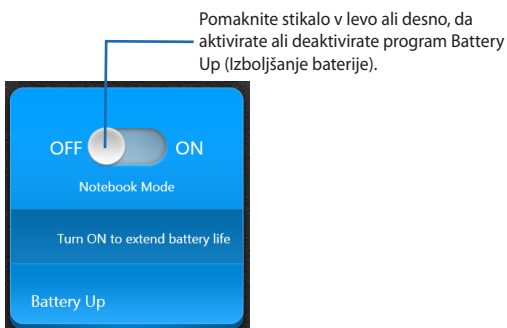 Pomaknite stikalo v levo ali desno, da
aktivirate ali deaktivirate program Battery
Up (Izboljšanje baterije).
OFF ON
Notebook Mode
Turn ON to extend battery life
Battery Up